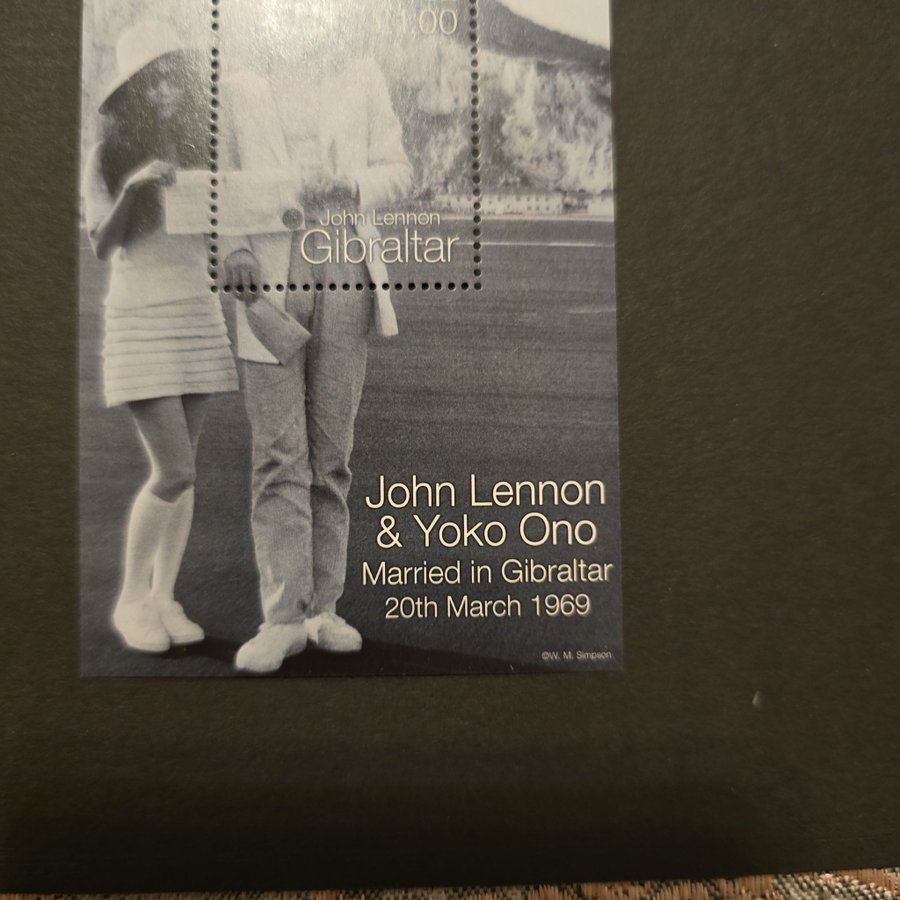 £1.00
John Lennon
Gibraltar
John Lennon
& Yoko Ono
Married in Gibraltar
20th March 1969
©W. M. Simpson